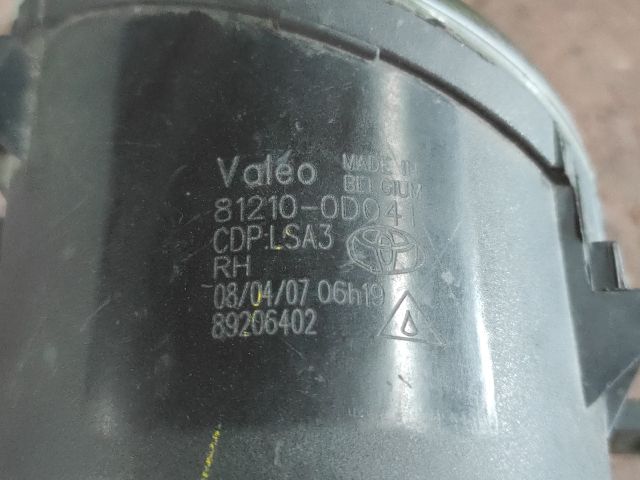 Valeo MADE IN
BELGIUM
81210-0D041
CDP:LSA3
RH
08/04/07 06h19
89206402